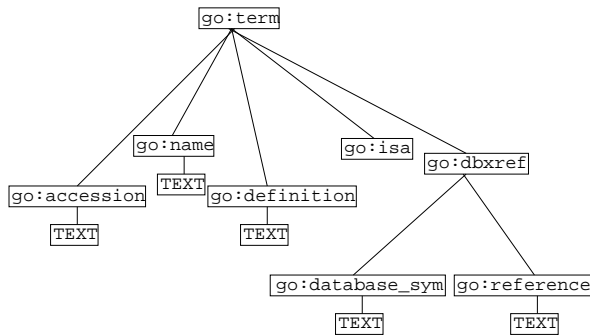 go:term
go:name
go:isa
go:dbxref
TEXT
go:accession
go:definition
TEXT
TEXT
go:database_sym
go:reference
TEXT
TEXT